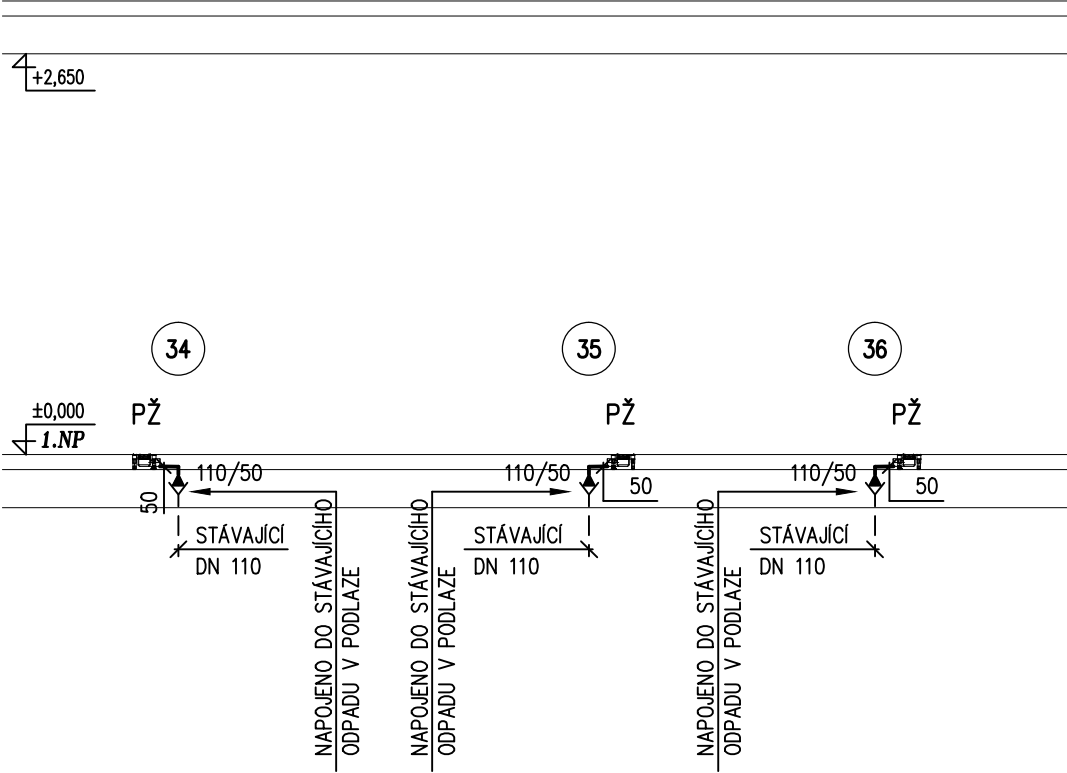 +2,650
34
35
36
±0,000
1.NP
PŽ
PŽ
PŽ
110/50
50
110/50
50
110/50
50
STÁVAJÍCÍ
DN 110
STÁVAJÍCÍ
DN 110
STÁVAJÍCÍ
DN 110
NAPOJENO DO STÁVAJÍCÍHO
ODPADU V PODLAZE
NAPOJENO DO STÁVAJÍCÍHO
ODPADU V PODLAZE
NAPOJENO DO STÁVAJÍCÍHO
ODPADU V PODLAZE